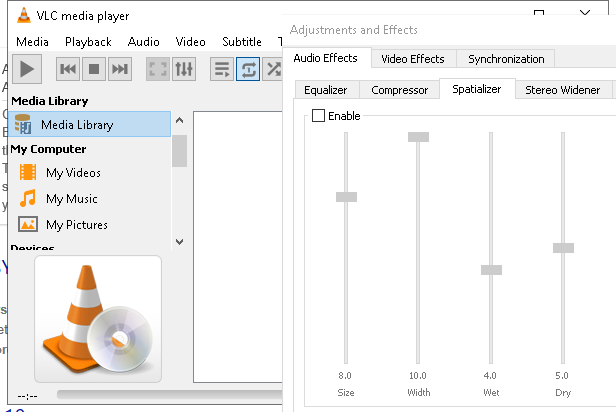 VLC media player
Media Playback Audio Video Subtitle
Media Library
Media Library
My Computer
My Videos
My Music
My Pictures
Devices
--:--
Adjustments and Effects
Audio Effects Video Effects Synchronization
Equalizer Compressor Spatializer Stereo Widener
Enable
8.0 10.0 4.0 5.0
Size Width Wet Dry